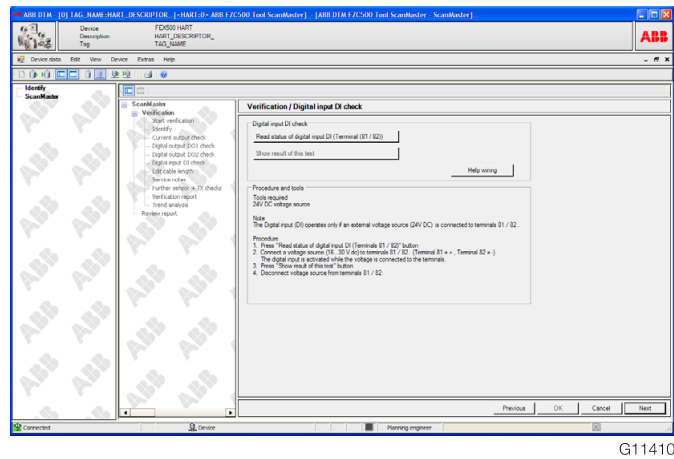 ABB DTM - [0] TAG_NAME:HART_DESCRIPTOR_[-<HART:0> ABB FZC500 Tool ScanMaster] - [ABB DTM FZC500 Tool ScanMaster - ScanMaster]
Device FEX500 HART
Description HART_DESCRIPTOR_
Tag TAG_NAME
ABB
Device data Edit View Device Extras Help
Identify
ScanMaster
ScanMaster
Verification
Start verification
Identify
Current output check
Digital output DO1 check
Digital output DO2 check
Digital input DI check
Edit cable length
Service notes
Further sensor + TX checks
Verification report
Trend analysis
Review report
Verification / Digital input DI check
Digital input DI check
Read status of digital input DI (Terminal (81 / 82))
Show result of this test
Help wiring
Procedure and tools
Tools required
24V DC voltage source
Note
The Digital input (DI) operates only if an external voltage source (24V DC) is connected to terminals 81 / 82 .
Procedure
1. Press "Read status of digital input DI (Terminals 81 / 82)" button
2. Connect a voltage source (16...30 V dc) to terminals 81 / 82. (Terminal 81 = + , Terminal 82 = -)
The digital input is activated while the voltage is connected to the terminals.
3. Press "Show result of this test" button
4. Disconnect voltage source from terminals 81 / 82
Previous OK Cancel Next
Connected Device Planning engineer
G11410